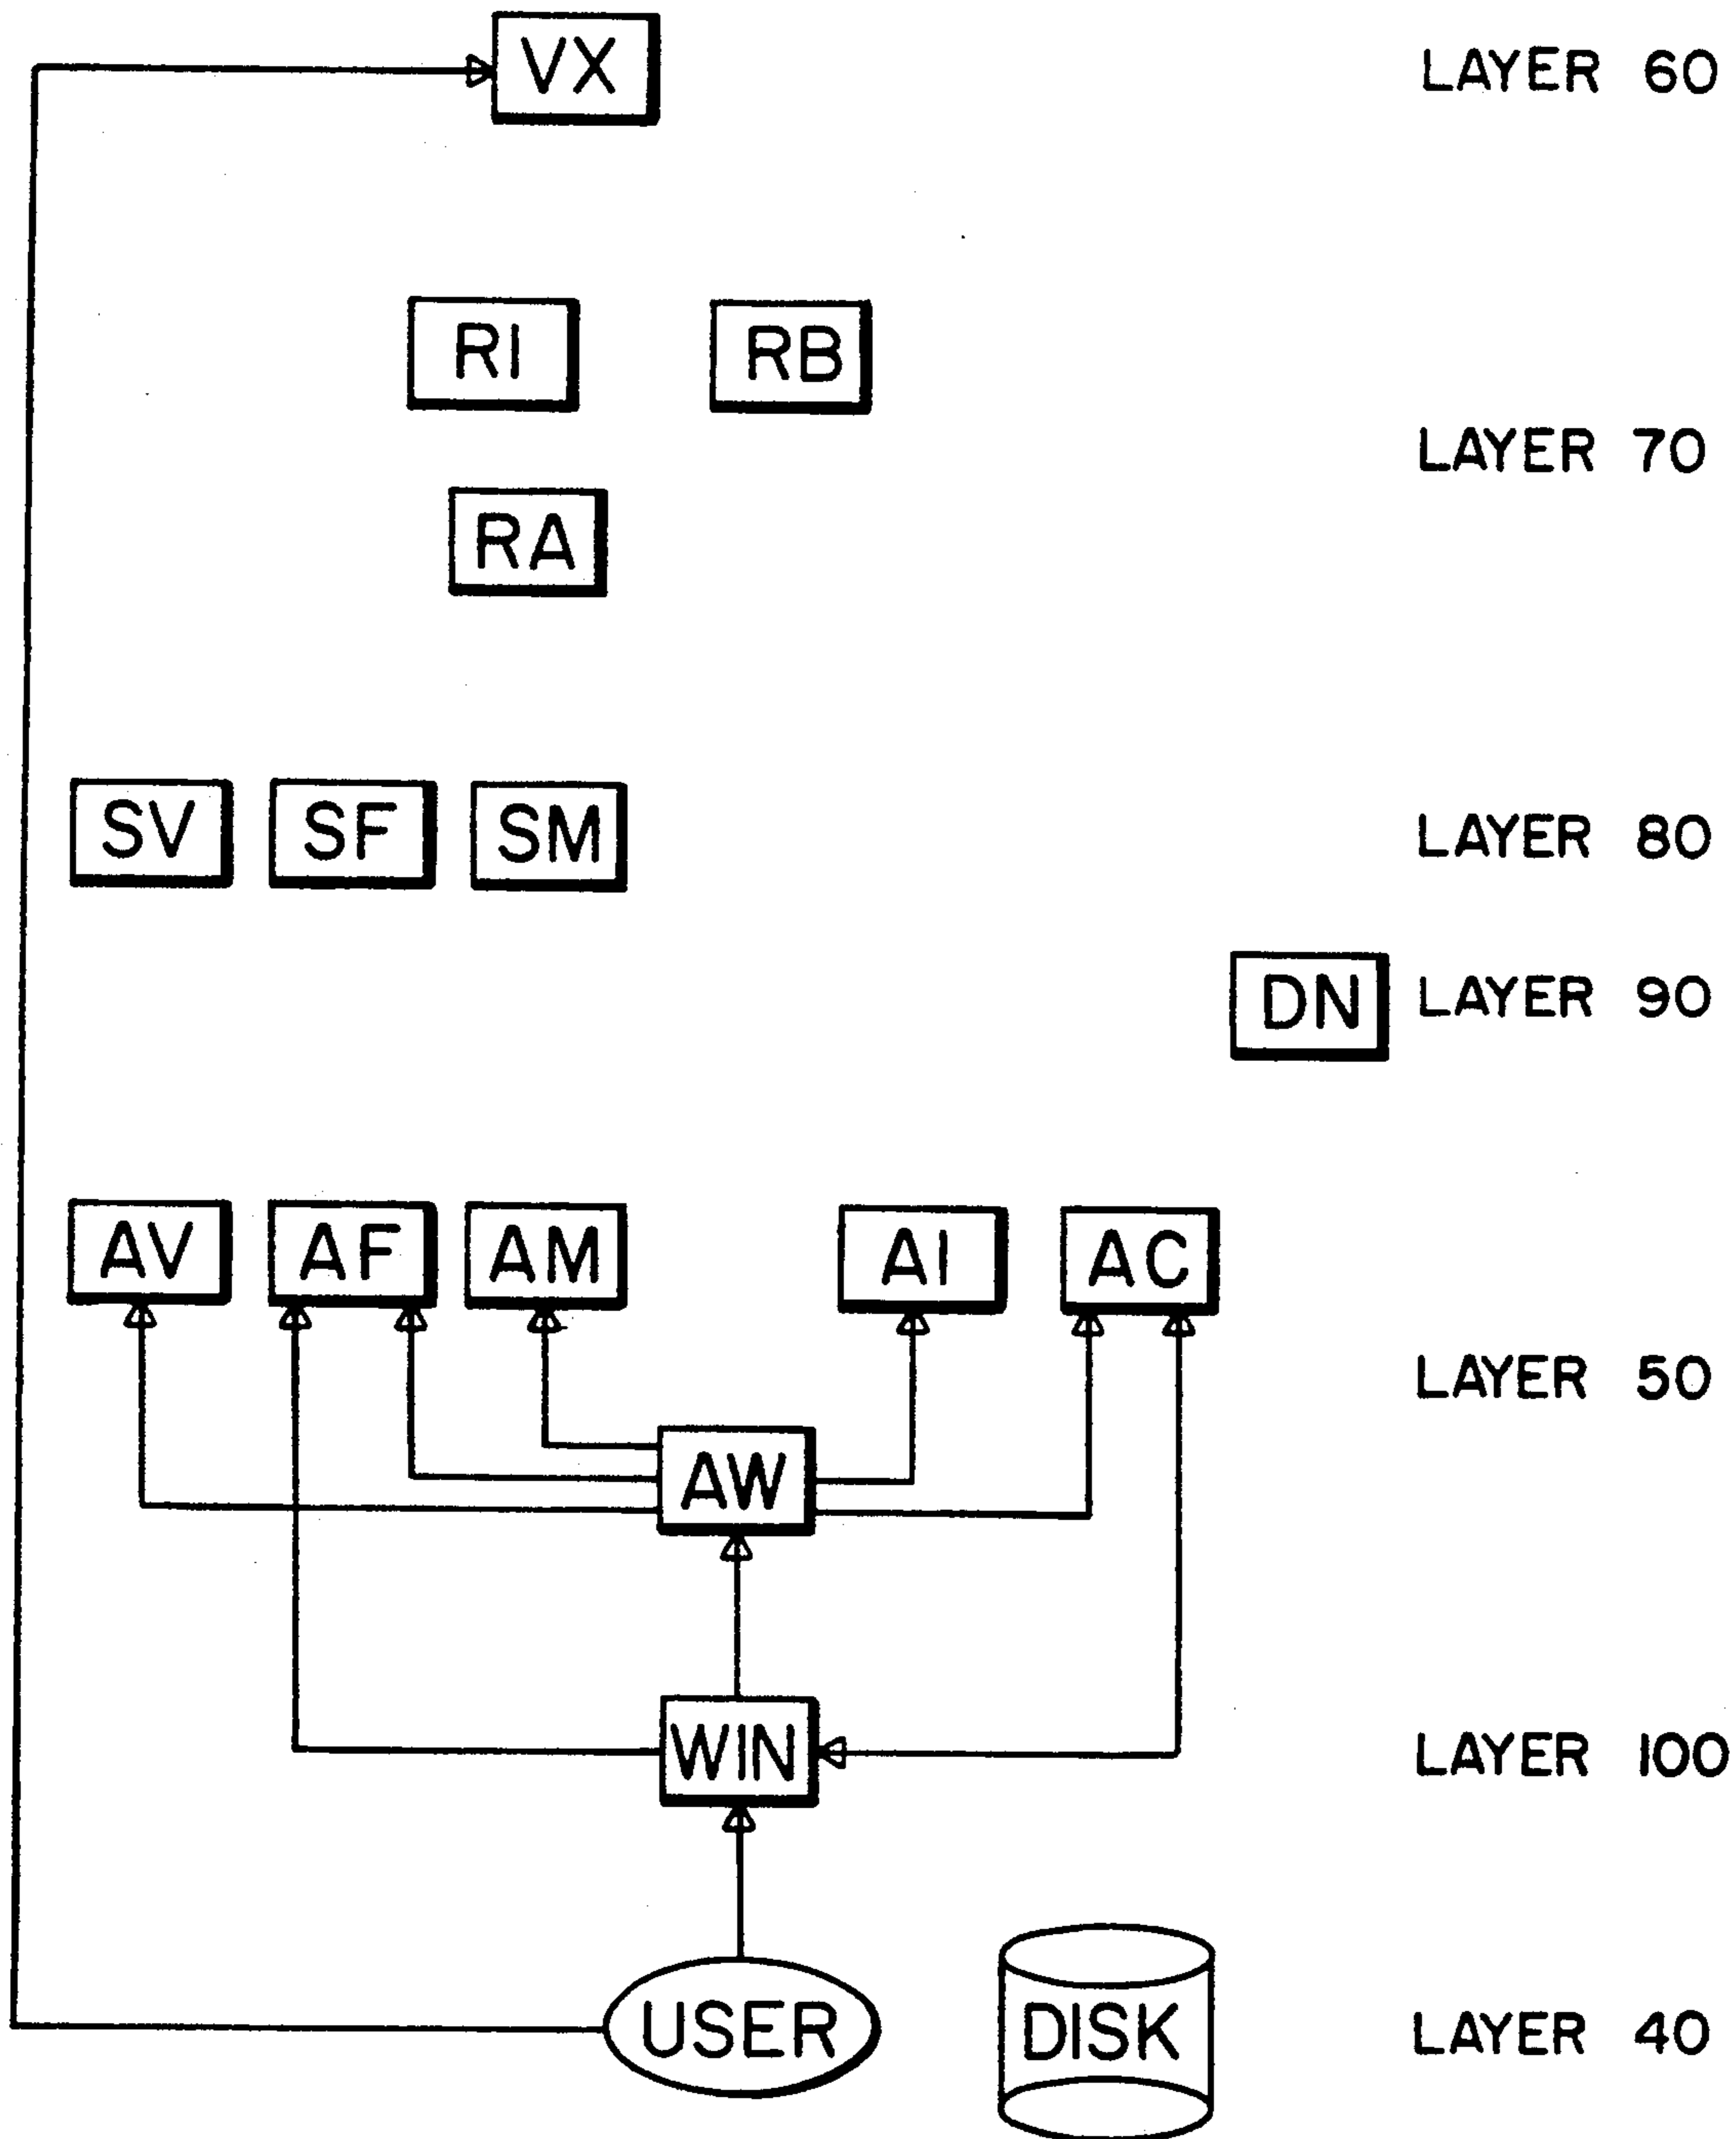 VX LAYER 60
RI RB
LAYER 70
RA
SV SF SM LAYER 80
DN LAYER 90
AV AF AM AI AC
LAYER 50
AW
WIN LAYER 100
USER DISK LAYER 40